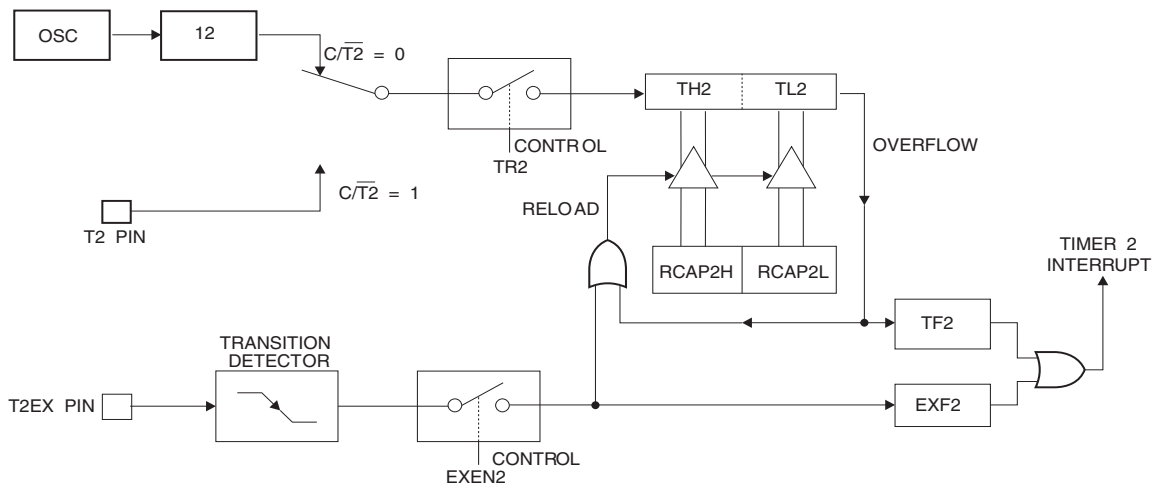 OSC
12
C/T2 = 0
TH2
TL2
CONTROL
TR2
OVERFLOW
C/T2 = 1
RELOAD
T2 PIN
RCAP2H
RCAP2L
TIMER 2
INTERRUPT
TF2
TRANSITION
DETECTOR
T2EX PIN
EXF2
CONTROL
EXEN2